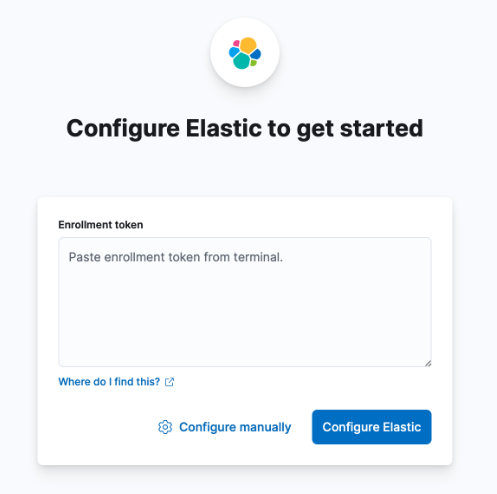 Configure Elastic to get started
Enrollment token
Paste enrollment token from terminal.
Where do I find this?
Configure manually
Configure Elastic